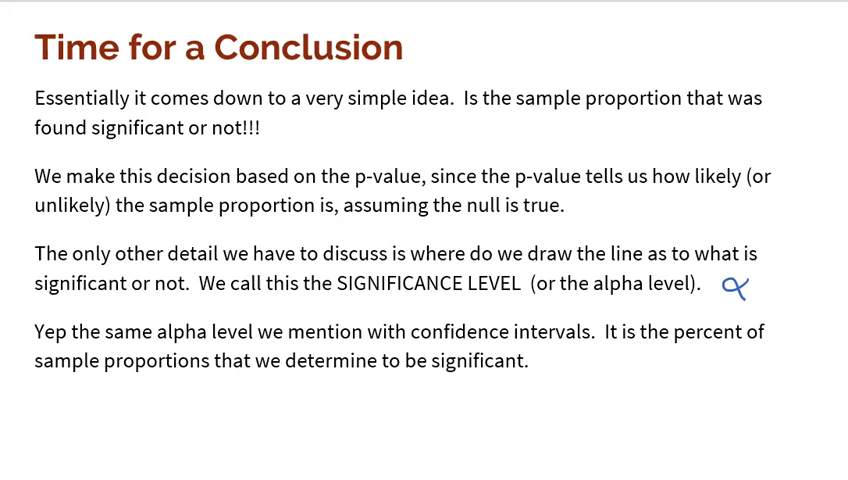 Time for a Conclusion
Essentially it comes down to a very simple idea.  Is the sample proportion that was
found significant or not!!!
We make this decision based on the p-value, since the p-value tells us how likely (or
unlikely) the sample proportion is, assuming the null is true.
The only other detail we have to discuss is where do we draw the line as to what is
significant or not.  We call this the SIGNIFICANCE LEVEL  (or the alpha level).  α
Yep the same alpha level we mention with confidence intervals.  It is the percent of
sample proportions that we determine to be significant.